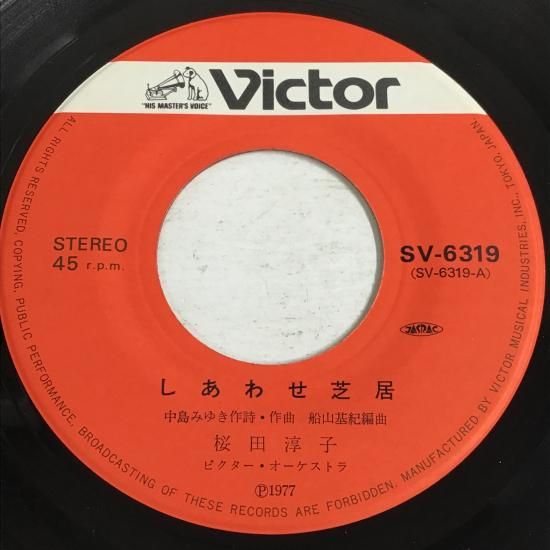 "HIS MASTER'S VOICE"
Victor
STEREO
45 r.p.m.
SV-6319
(SV-6319-A)
JASRAC
しあわせ芝居
中島みゆき作詩・作曲 船山基紀編曲
桜田淳子
ビクター・オーケストラ
Ⓟ1977
ALL RIGHTS RESERVED, COPYING, PUBLIC PERFORMANCE, BROADCASTING OF THESE RECORDS ARE FORBIDDEN. MANUFACTURED BY VICTOR MUSICAL INDUSTRIES, INC., TOKYO, JAPAN.